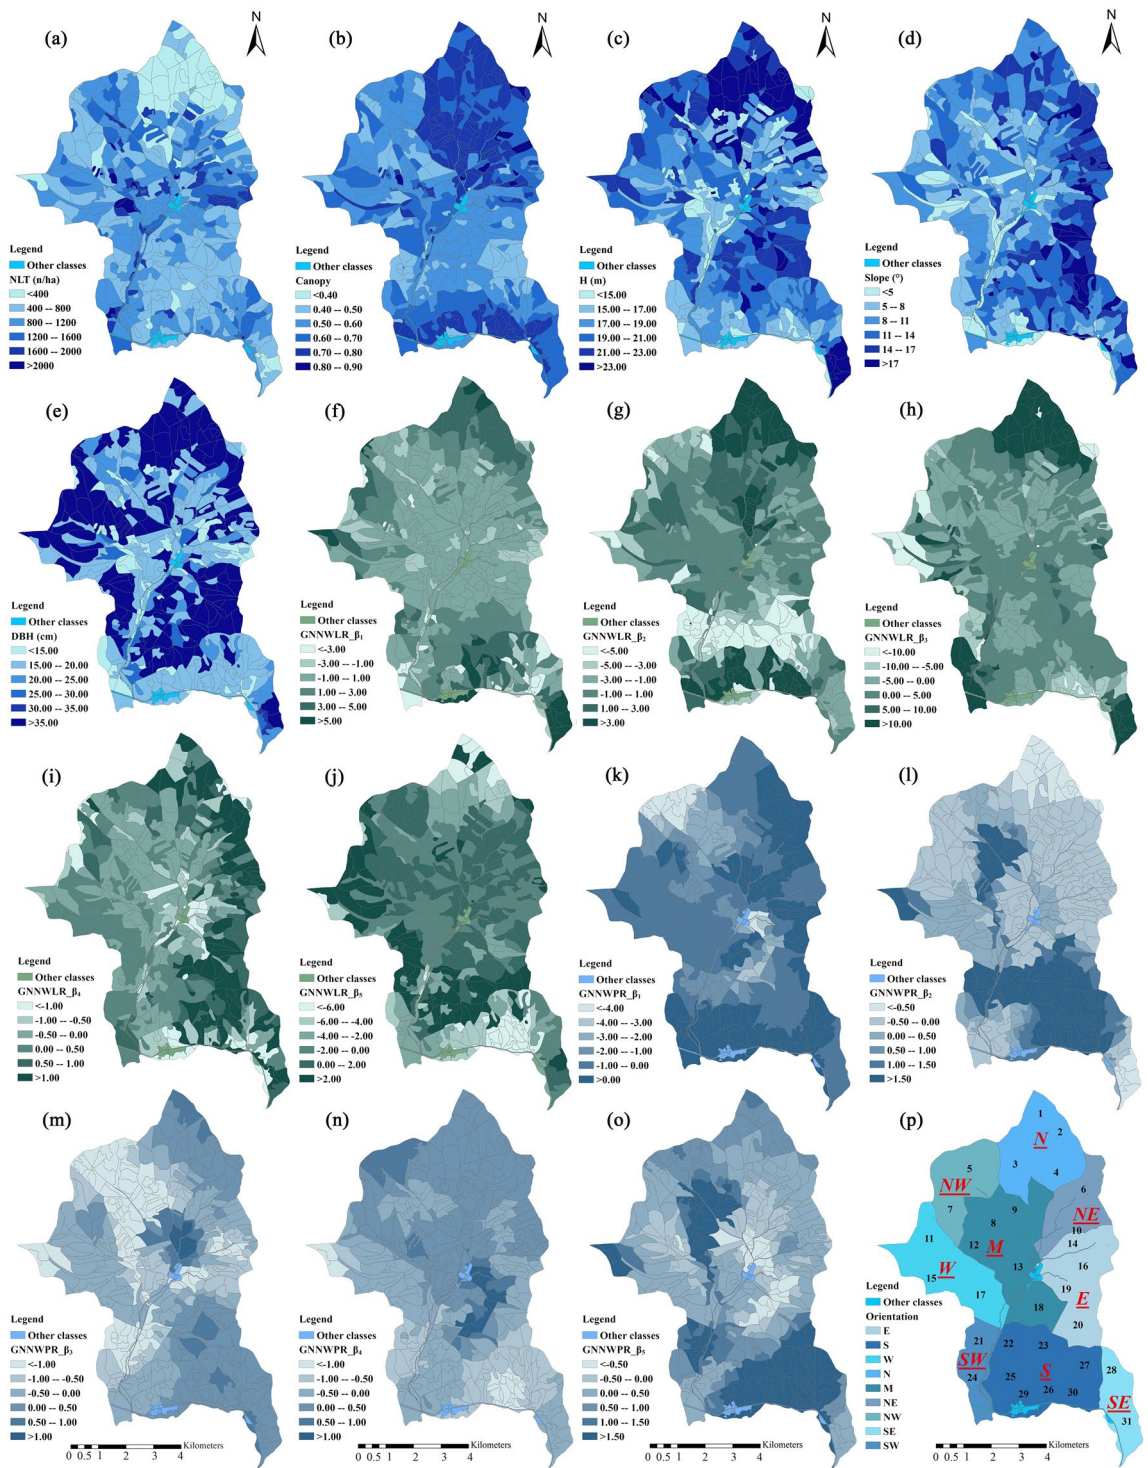 (a)
N
Legend
Other classes
NLT (n/ha)
<400
400 -- 800
800 -- 1200
1200 -- 1600
1600 -- 2000
>2000
(b)
N
Legend
Other classes
Canopy
<0.40
0.40 -- 0.50
0.50 -- 0.60
0.60 -- 0.70
0.70 -- 0.80
0.80 -- 0.90
(c)
N
Legend
Other classes
H (m)
<15.00
15.00 -- 17.00
17.00 -- 19.00
19.00 -- 21.00
21.00 -- 23.00
>23.00
(d)
N
Legend
Other classes
Slope (°)
<5
5 -- 8
8 -- 11
11 -- 14
14 -- 17
>17
(e)
Legend
Other classes
DBH (cm)
<15.00
15.00 -- 20.00
20.00 -- 25.00
25.00 -- 30.00
30.00 -- 35.00
>35.00
(f)
Legend
Other classes
GNNWLR_β₁
<-3.00
-3.00 -- -1.00
-1.00 -- 1.00
1.00 -- 3.00
3.00 -- 5.00
>5.00
(g)
Legend
Other classes
GNNWLR_β₂
<-5.00
-5.00 -- -3.00
-3.00 -- -1.00
-1.00 -- 1.00
1.00 -- 3.00
>3.00
(h)
Legend
Other classes
GNNWLR_β₃
<-10.00
-10.00 -- -5.00
-5.00 -- 0.00
0.00 -- 5.00
5.00 -- 10.00
>10.00
(i)
Legend
Other classes
GNNWLR_β₄
<-1.00
-1.00 -- -0.50
-0.50 -- 0.00
0.00 -- 0.50
0.50 -- 1.00
>1.00
(j)
Legend
Other classes
GNNWLR_β₅
<-6.00
-6.00 -- -4.00
-4.00 -- -2.00
-2.00 -- 0.00
0.00 -- 2.00
>2.00
(k)
Legend
Other classes
GNNWPR_β₁
<-4.00
-4.00 -- -3.00
-3.00 -- -2.00
-2.00 -- -1.00
-1.00 -- 0.00
>0.00
(l)
Legend
Other classes
GNNWPR_β₂
<-0.50
-0.50 -- 0.00
0.00 -- 0.50
0.50 -- 1.00
1.00 -- 1.50
>1.50
(m)
Legend
Other classes
GNNWPR_β₃
<-1.00
-1.00 -- -0.50
-0.50 -- 0.00
0.00 -- 0.50
0.50 -- 1.00
>1.00
Kilometers
0 0.5 1 2 3 4
(n)
Legend
Other classes
GNNWPR_β₄
<-1.00
-1.00 -- -0.50
-0.50 -- 0.00
0.00 -- 0.50
0.50 -- 1.00
>1.00
Kilometers
0 0.5 1 2 3 4
(o)
Legend
Other classes
GNNWPR_β₅
<-0.50
-0.50 -- 0.00
0.00 -- 0.50
0.50 -- 1.00
1.00 -- 1.50
>1.50
Kilometers
0 0.5 1 2 3 4
(p)
1
2
N
3
4
5
NW
6
7
9
NE
8
10
11
12
M
14
W
13
16
15
17
19
E
18
20
21
22
23
SW
24
25
S
27
28
26
29
30
SE
31
Legend
Other classes
Orientation
E
S
W
N
M
NE
NW
SE
SW
Kilometers
0 0.5 1 2 3 4